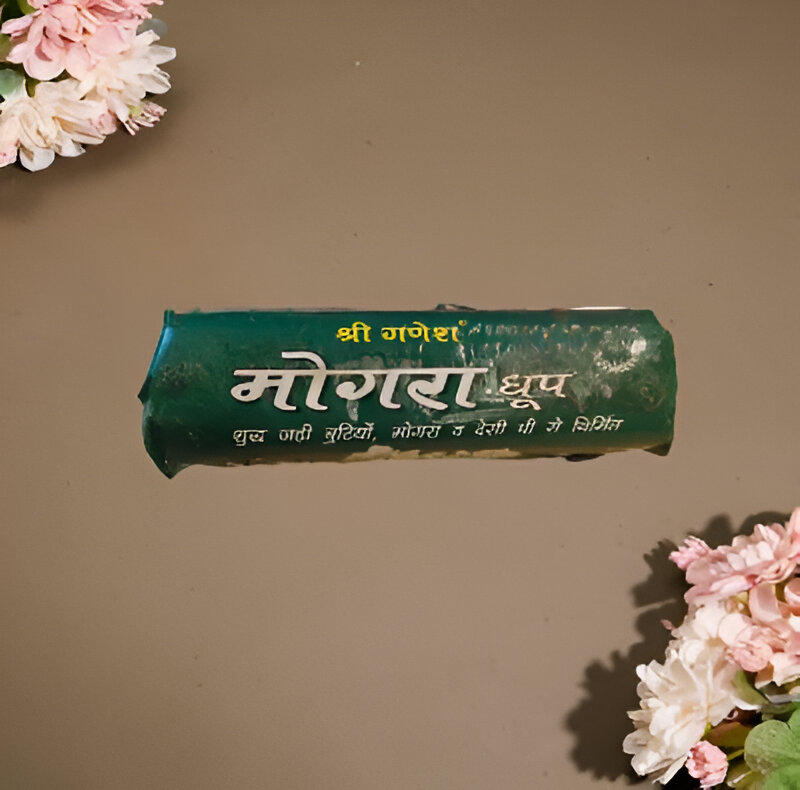 श्री गणेश
मोगरा धूप
शुद्ध जड़ी बुटियों, मोगरा व देसी घी से निर्मित